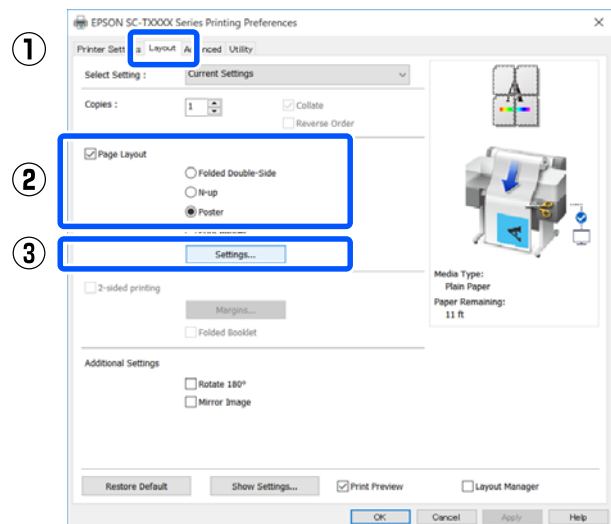 EPSON SC-TXXXX Series Printing Preferences
①
Layout
Utility
Select Setting :
Current Settings
Copies :
1
Collate
Reverse Order
②
Page Layout
Folded Double-Side
N-up
Poster
③
Settings...
2-sided printing
Margins...
Folded Booklet
Media Type:
Plain Paper
Paper Remaining:
11 ft
Additional Settings
Rotate 180°
Mirror Image
Restore Default
Show Settings...
Print Preview
Layout Manager
OK
Cancel
Apply
Help